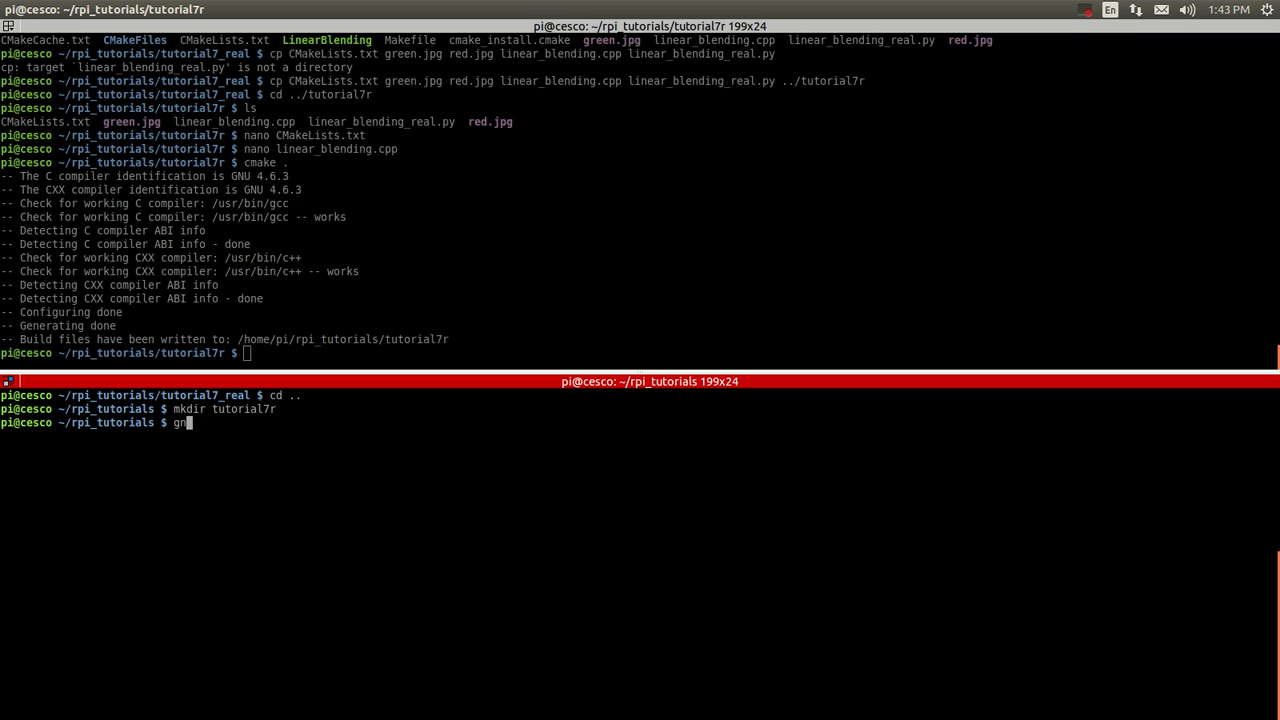 pi@cesco: ~/rpi_tutorials/tutorial7r
En
1:43 PM
pi@cesco: ~/rpi_tutorials/tutorial7r 199x24
CMakeCache.txt  CMakeFiles  CMakeLists.txt  LinearBlending  Makefile  cmake_install.cmake  green.jpg  linear_blending.cpp  linear_blending_real.py  red.jpg
pi@cesco ~/rpi_tutorials/tutorial7_real $ cp CMakeLists.txt green.jpg red.jpg linear_blending.cpp linear_blending_real.py
cp: target `linear_blending_real.py' is not a directory
pi@cesco ~/rpi_tutorials/tutorial7_real $ cp CMakeLists.txt green.jpg red.jpg linear_blending.cpp linear_blending_real.py ../tutorial7r
pi@cesco ~/rpi_tutorials/tutorial7_real $ cd ../tutorial7r
pi@cesco ~/rpi_tutorials/tutorial7r $ ls
CMakeLists.txt  green.jpg  linear_blending.cpp  linear_blending_real.py  red.jpg
pi@cesco ~/rpi_tutorials/tutorial7r $ nano CMakeLists.txt
pi@cesco ~/rpi_tutorials/tutorial7r $ nano linear_blending.cpp
pi@cesco ~/rpi_tutorials/tutorial7r $ cmake .
-- The C compiler identification is GNU 4.6.3
-- The CXX compiler identification is GNU 4.6.3
-- Check for working C compiler: /usr/bin/gcc
-- Check for working C compiler: /usr/bin/gcc -- works
-- Detecting C compiler ABI info
-- Detecting C compiler ABI info - done
-- Check for working CXX compiler: /usr/bin/c++
-- Check for working CXX compiler: /usr/bin/c++ -- works
-- Detecting CXX compiler ABI info
-- Detecting CXX compiler ABI info - done
-- Configuring done
-- Generating done
-- Build files have been written to: /home/pi/rpi_tutorials/tutorial7r
pi@cesco ~/rpi_tutorials/tutorial7r $
pi@cesco: ~/rpi_tutorials 199x24
pi@cesco ~/rpi_tutorials/tutorial7_real $ cd ..
pi@cesco ~/rpi_tutorials $ mkdir tutorial7r
pi@cesco ~/rpi_tutorials $ gn